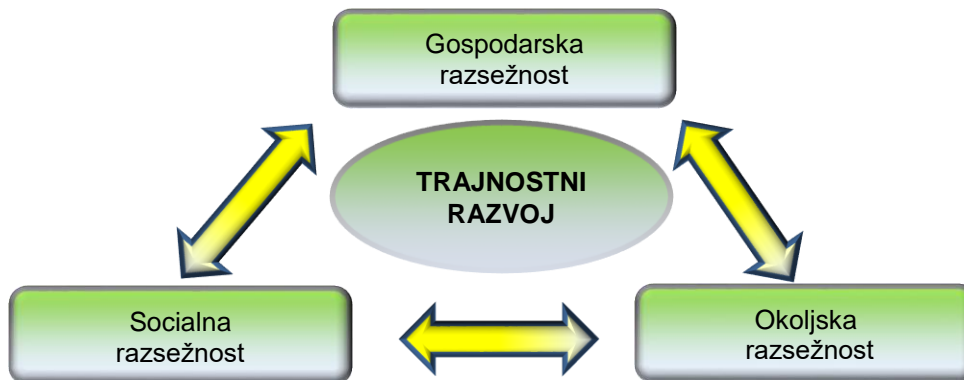 Gospodarska
razsežnost
TRAJNOSTNI
RAZVOJ
Socialna
razsežnost
Okoljska
razsežnost